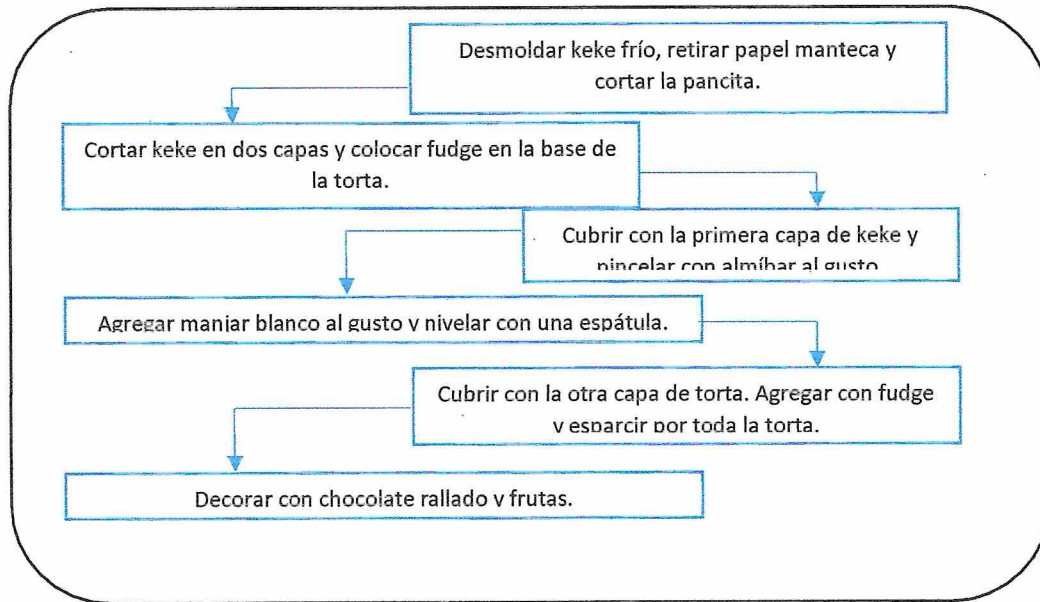 Desmoldar keke frío, retirar papel manteca y
cortar la pancita.
Cortar keke en dos capas y colocar fudge en la base de
la torta.
Cubrir con la primera capa de keke y
pincelar con almíbar al gusto
Agregar manjar blanco al gusto y nivelar con una espátula.
Cubrir con la otra capa de torta. Agregar con fudge
y esparcir por toda la torta.
Decorar con chocolate rallado y frutas.